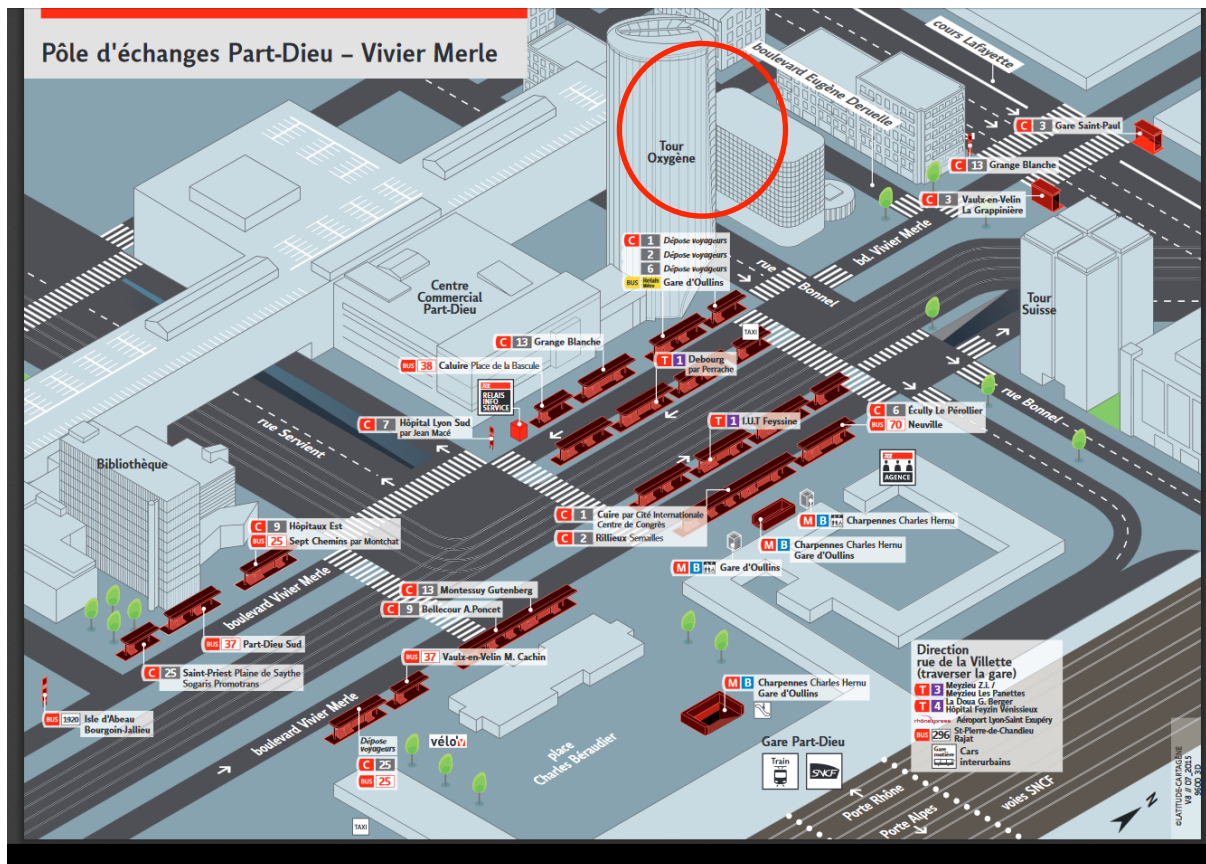 Pôle d'échanges Part-Dieu – Vivier Merle
cours Lafayette
boulevard Eugène Deruelle
C 3 Gare Saint-Paul
C 13 Grange Blanche
C 3 Vaulx-en-Velin
La Grappinière
Tour
Oxygène
bd. Vivier Merle
C 1 Dépose voyageurs
2 Dépose voyageurs
6 Dépose voyageurs
BUS Relais Métro Gare d'Oullins
rue Bonnel
Tour
Suisse
Centre
Commercial
Part-Dieu
TAXI
C 13 Grange Blanche
BUS 38 Caluire Place de la Bascule
T 1 Debourg
par Perrache
RELAIS
INFO
SERVICE
C 7 Hôpital Lyon Sud
par Jean Macé
T 1 I.U.T Feyssine
C 6 Écully Le Pérollier
BUS 70 Neuville
rue Bonnel
rue Servient
Bibliothèque
AGENCE
C 9 Hôpitaux Est
BUS 25 Sept Chemins par Montchat
C 1 Cuire par Cité Internationale
Centre de Congrès
C 2 Rillieux Semailles
M B Charpennes Charles Hernu
M B Charpennes Charles Hernu
Gare d'Oullins
M B Gare d'Oullins
boulevard Vivier Merle
C 13 Montessuy Gutenberg
C 9 Bellecour A.Poncet
BUS 37 Part-Dieu Sud
BUS 37 Vaulx-en-Velin M. Cachin
C 25 Saint-Priest Plaine de Saythe
Sogaris Promotrans
BUS 1920 Isle d'Abeau
Bourgoin-Jallieu
boulevard Vivier Merle
M B Charpennes Charles Hernu
Gare d'Oullins
Direction
rue de la Villette
(traverser la gare)
T 3 Meyzieu Z.i. /
Meyzieu Les Panettes
T 4 La Doua G. Berger
Hôpital Feyzin Vénissieux
rhônexpress Aéroport Lyon-Saint Exupéry
BUS 296 St-Pierre-de-Chandieu
Rajat
Gare routière Cars
interurbains
Dépose
voyageurs
C 25
BUS 25
vélo'v
place
Charles Béraudier
Gare Part-Dieu
Train
SNCF
TAXI
Porte Rhône
Porte Alpes
voies SNCF
N
©LATITUDE-CARTAGÈNE
V8 // 07_2015
9600 3D